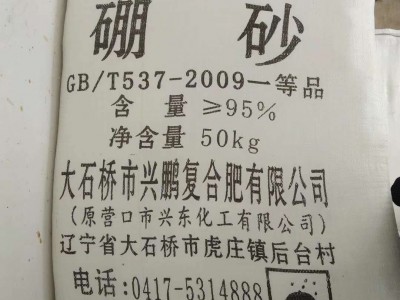 硼 砂
GB/T537-2009一等品
含 量 ≥95%
净含量 50kg
大石桥市兴鹏复合肥有限公司
(原营口市兴东化工有限公司)
辽宁省大石桥市虎庄镇后台村
电话:0417-5314888